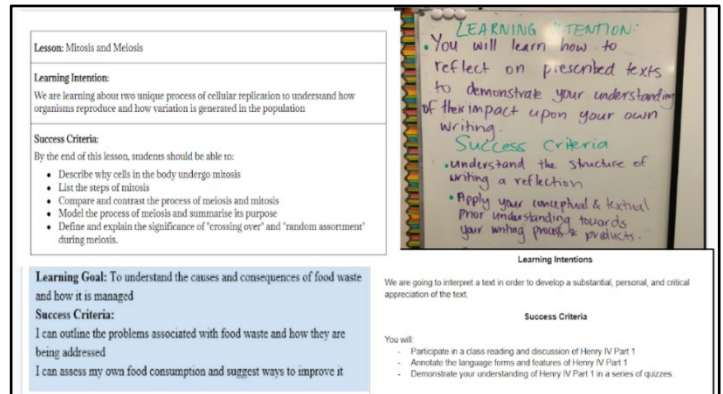 Lesson: Mitosis and Meiosis
Learning Intention:
We are learning about two unique process of cellular replication to understand how
organisms reproduce and how variation is generated in the population
Success Criteria:
By the end of this lesson, students should be able to:
• Describe why cells in the body undergo mitosis
• List the steps of mitosis
• Compare and contrast the process of meiosis and mitosis
• Model the process of meiosis and summarise its purpose
• Define and explain the significance of "crossing over" and "random assortment"
during meiosis.
LEARNING INTENTION:
• You will learn how to
reflect on prescribed texts
to demonstrate your understanding
of their impact upon your own
writing.
Success Criteria
• understand the structure of
writing a reflection
• Apply your conceptual & textual
prior understanding towards
your writing process & products.
Learning Goal: To understand the causes and consequences of food waste
and how it is managed
Success Criteria:
I can outline the problems associated with food waste and how they are
being addressed
I can assess my own food consumption and suggest ways to improve it
Learning Intentions
We are going to interpret a text in order to develop a substantial, personal, and critical
appreciation of the text.
Success Criteria
You will:
- Participate in a class reading and discussion of Henry IV Part 1
- Annotate the language forms and features of Henry IV Part 1
- Demonstrate your understanding of Henry IV Part 1 in a series of quizzes.